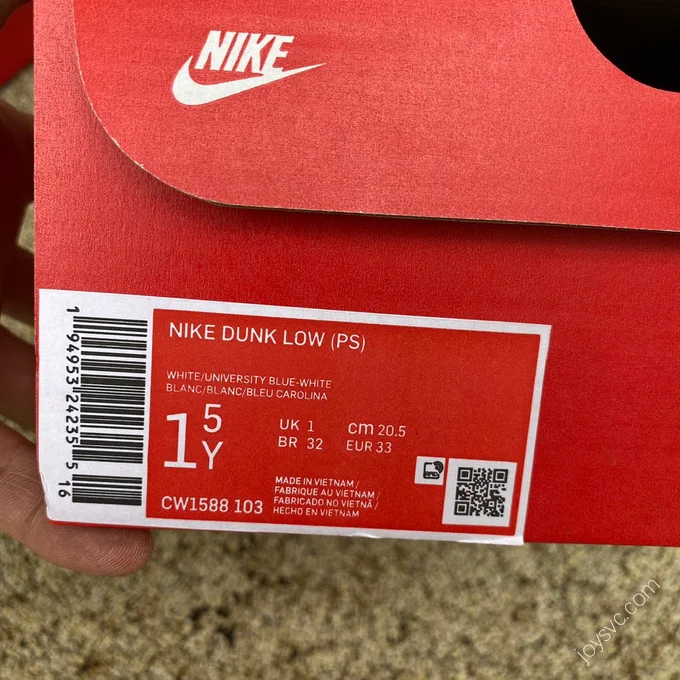 NIKE
NIKE DUNK LOW (PS)
WHITE/UNIVERSITY BLUE-WHITE
BLANC/BLANC/BLEU CAROLINA
1 5 Y
UK 1 cm 20.5
BR 32 EUR 33
MADE IN VIETNAM /
FABRIQUE AU VIETNAM /
FABRICADO NO VIETNÃ /
HECHO EN VIETNAM
CW1588 103
1 94953 24235 5 16
joysvc.com